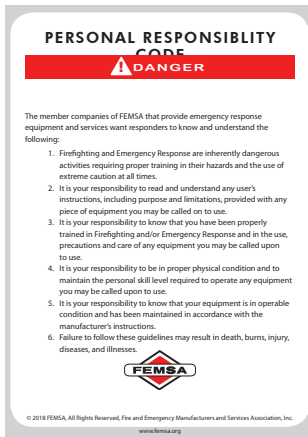 PERSONAL RESPONSIBLITY
CODE
DANGER
The member companies of FEMSA that provide emergency response
equipment and services want responders to know and understand the
following:
1. Firefighting and Emergency Response are inherently dangerous
activities requiring proper training in their hazards and the use of
extreme caution at all times.
2. It is your responsibility to read and understand any user's
instructions, including purpose and limitations, provided with any
piece of equipment you may be called on to use.
3. It is your responsibility to know that you have been properly
trained in Firefighting and/or Emergency Response and in the use,
precautions and care of any equipment you may be called upon
to use.
4. It is your responsibility to be in proper physical condition and to
maintain the personal skill level required to operate any equipment
you may be called upon to use.
5. It is your responsibility to know that your equipment is in operable
condition and has been maintained in accordance with the
manufacturer's instructions.
6. Failure to follow these guidelines may result in death, burns, injury,
diseases, and illnesses.
FEMSA
© 2018 FEMSA, All Rights Reserved, Fire and Emergency Manufacturers and Services Association, Inc.
www.femsa.org